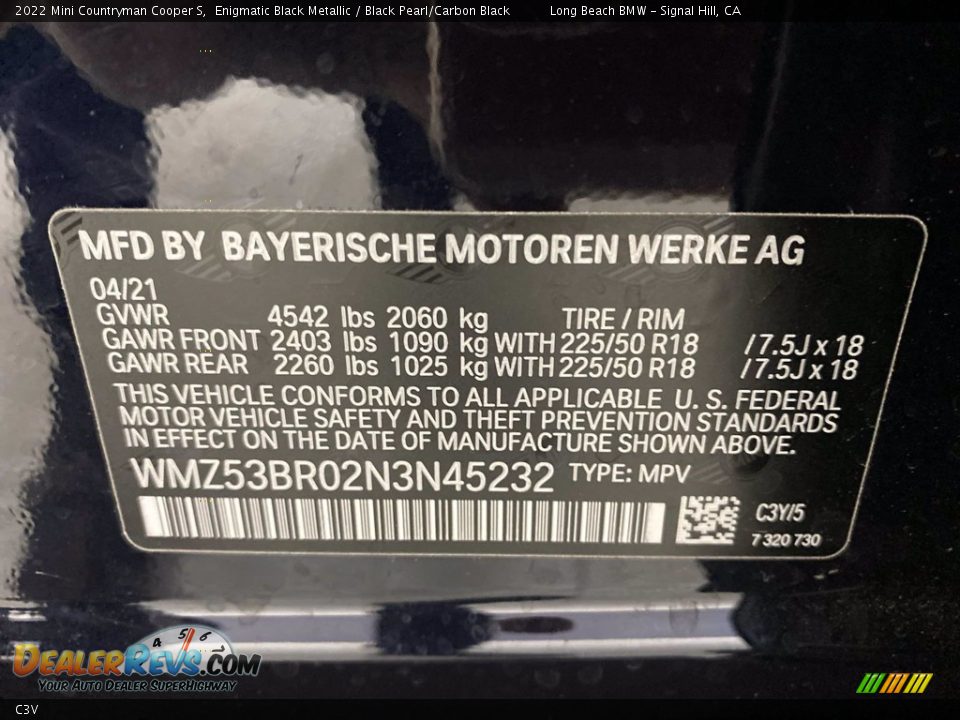 2022 Mini Countryman Cooper S, Enigmatic Black Metallic / Black Pearl/Carbon Black Long Beach BMW - Signal Hill, CA
MFD BY BAYERISCHE MOTOREN WERKE AG
04/21
GVWR 4542 lbs 2060 kg TIRE / RIM
GAWR FRONT 2403 lbs 1090 kg WITH 225/50 R18 / 7.5J x 18
GAWR REAR 2260 lbs 1025 kg WITH 225/50 R18 / 7.5J x 18
THIS VEHICLE CONFORMS TO ALL APPLICABLE U. S. FEDERAL
MOTOR VEHICLE SAFETY AND THEFT PREVENTION STANDARDS
IN EFFECT ON THE DATE OF MANUFACTURE SHOWN ABOVE.
WMZ53BR02N3N45232 TYPE: MPV
C3Y/5
7 320 730
4 5 6
DEALERREVS.COM
YOUR AUTO DEALER SUPERHIGHWAY
C3V